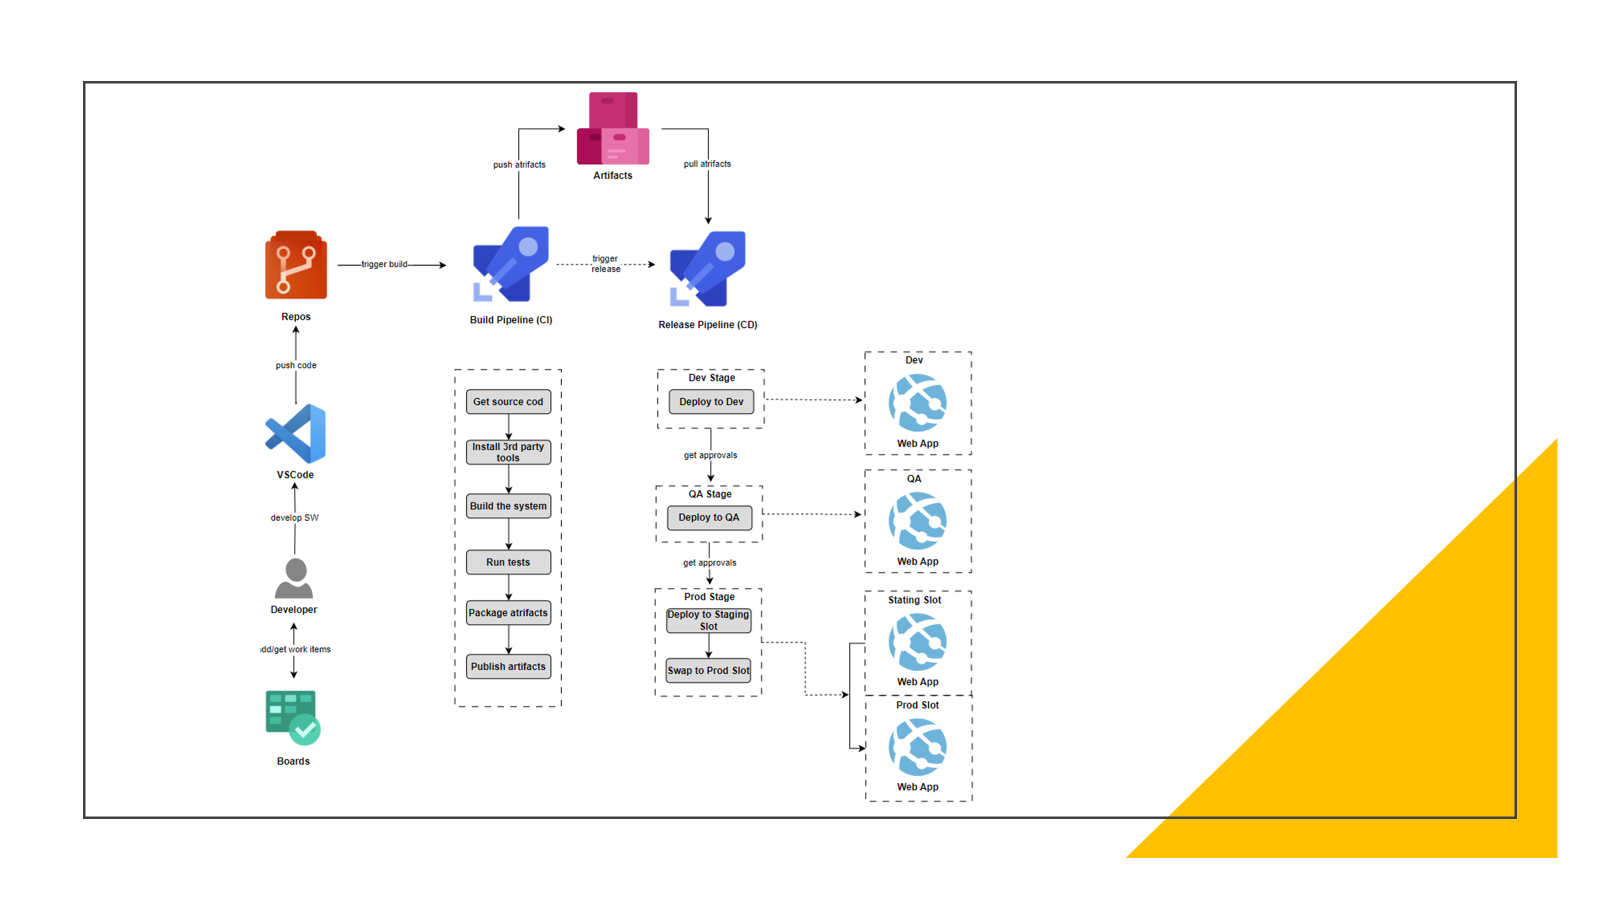 Artifacts
push atrifacts
pull atrifacts
Repos
trigger build
Build Pipeline (CI)
trigger
release
Release Pipeline (CD)
push code
VSCode
develop SW
Developer
dd/get work items
Boards
Get source cod
Install 3rd party
tools
Build the system
Run tests
Package atrifacts
Publish artifacts
Dev Stage
Deploy to Dev
get approvals
QA Stage
Deploy to QA
get approvals
Prod Stage
Deploy to Staging
Slot
Swap to Prod Slot
Dev
Web App
QA
Web App
Stating Slot
Web App
Prod Slot
Web App